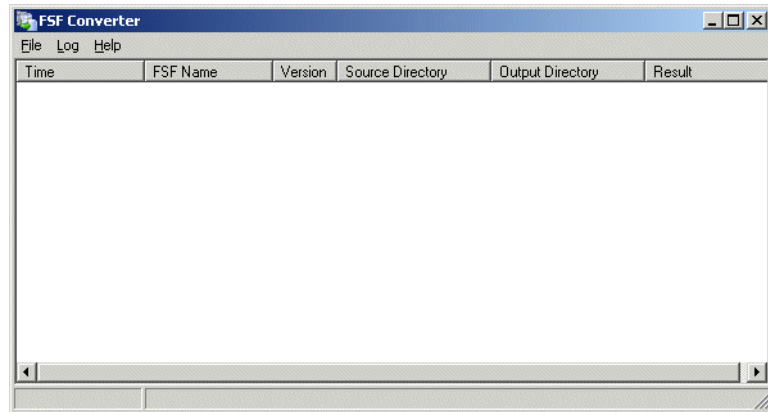 FSF Converter
File Log Help
Time FSF Name Version Source Directory Output Directory Result